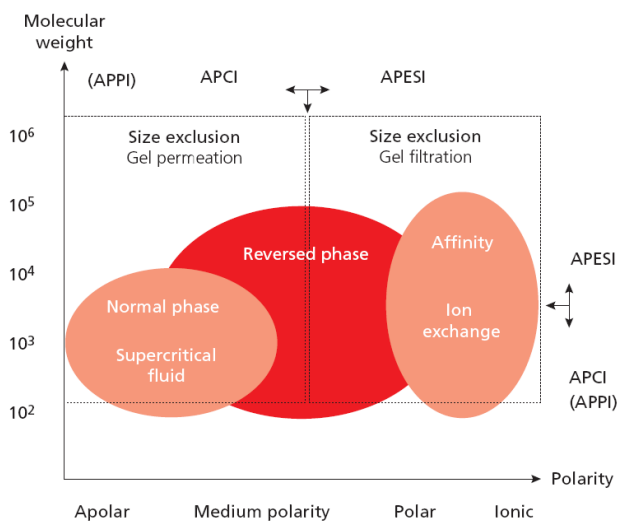 Molecular
weight
(APPI)
APCI
APESI
10⁶
Size exclusion
Gel permeation
Size exclusion
Gel filtration
10⁵
Reversed phase
Affinity
APESI
10⁴
Normal phase
Ion
exchange
10³
Supercritical
fluid
APCI
(APPI)
10²
Polarity
Apolar
Medium polarity
Polar
Ionic